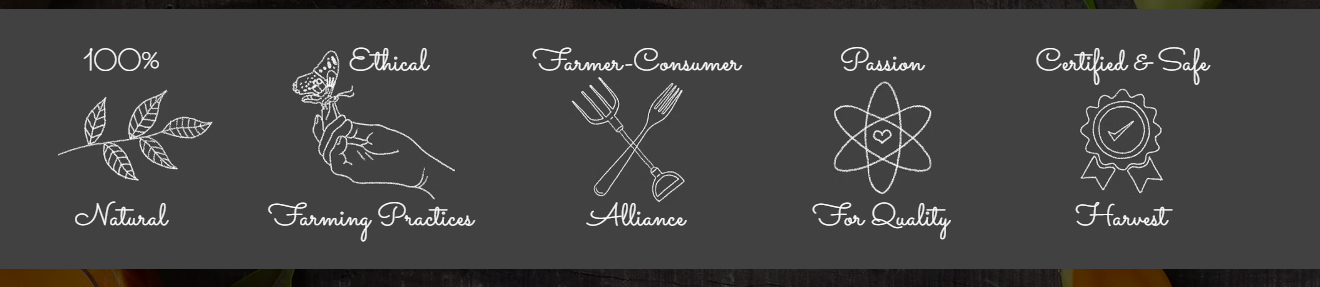 100%
Natural
Ethical
Farming Practices
Farmer-Consumer
Alliance
Passion
For Quality
Certified & Safe
Harvest